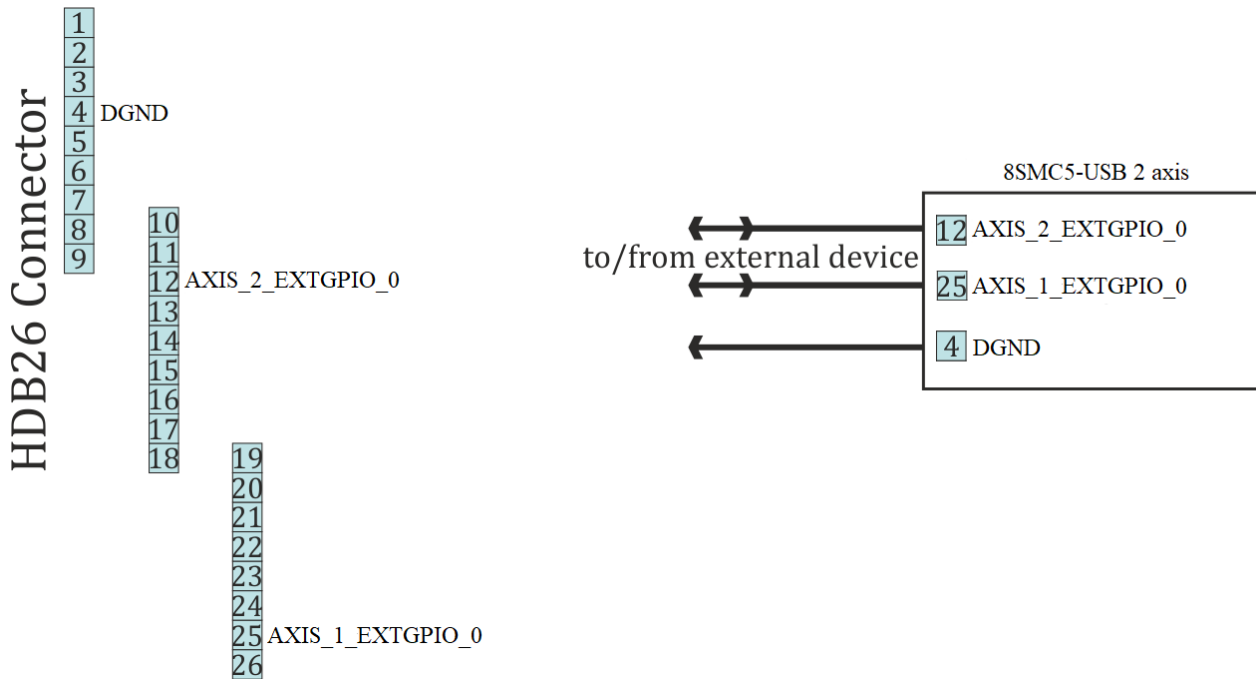 HDB26 Connector
1
2
3
4 DGND
5
6
7
8
9
10
11
12 AXIS_2_EXTGPIO_0
13
14
15
16
17
18
19
20
21
22
23
24
25 AXIS_1_EXTGPIO_0
26
8SMC5-USB 2 axis
12 AXIS_2_EXTGPIO_0
to/from external device
25 AXIS_1_EXTGPIO_0
4 DGND